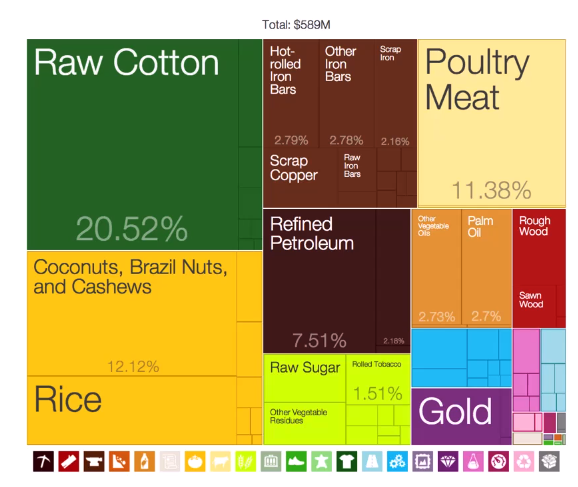 Total: $589M
Raw Cotton
20.52%
Hot-
rolled
Iron
Bars
2.79%
Other
Iron
Bars
2.78%
Scrap
Iron
2.16%
Scrap
Copper
Raw
Iron
Bars
Poultry
Meat
11.38%
Coconuts, Brazil Nuts,
and Cashews
12.12%
Rice
Refined
Petroleum
7.51%
2.18%
Other
Vegetable
Oils
2.73%
Palm
Oil
2.7%
Rough
Wood
Sawn
Wood
Raw Sugar
Rolled Tobacco
1.51%
Other Vegetable
Residues
Gold